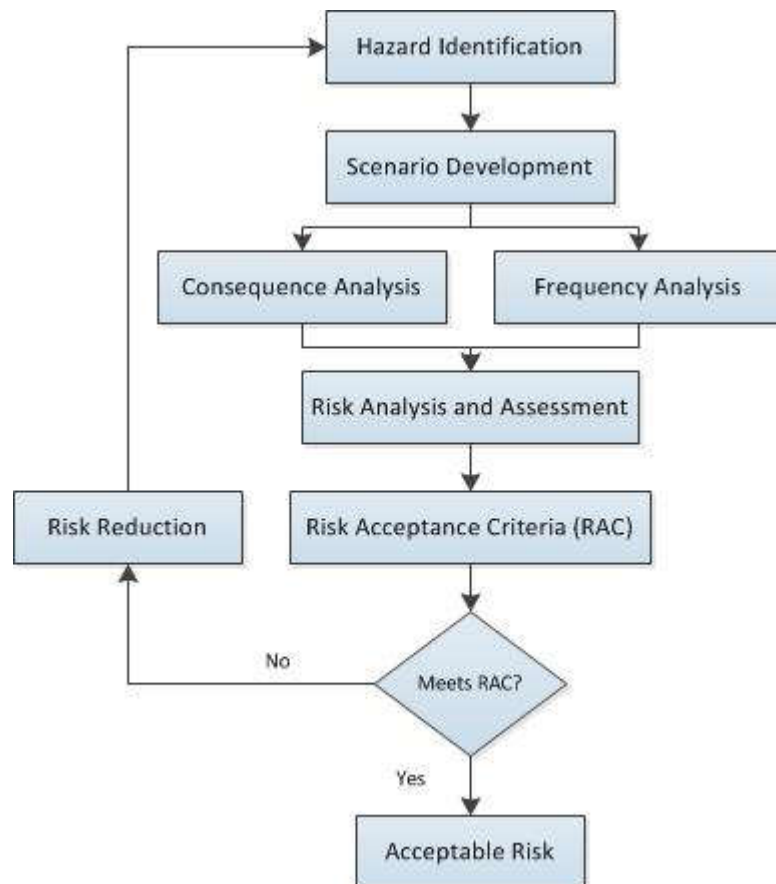 Hazard Identification
Scenario Development
Consequence Analysis
Frequency Analysis
Risk Analysis and Assessment
Risk Reduction
Risk Acceptance Criteria (RAC)
No
Meets RAC?
Yes
Acceptable Risk